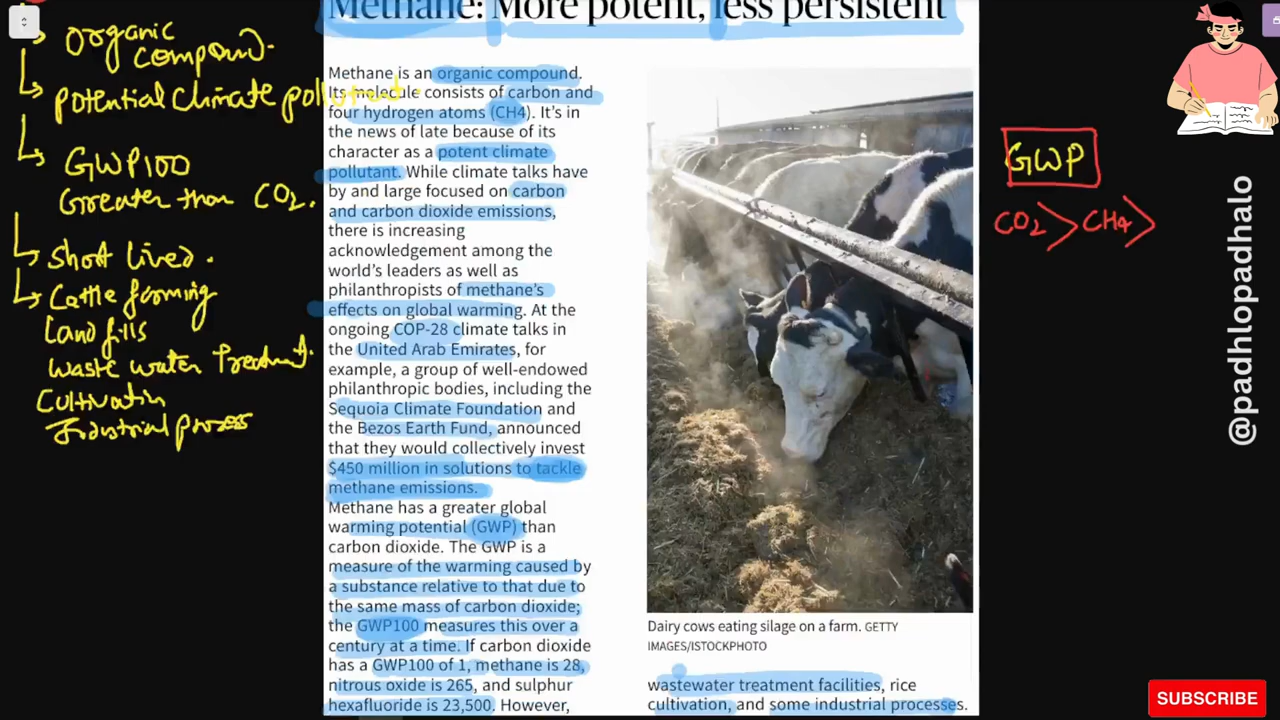 Methane: More potent, less persistent
organic
compound.
potential climate pollutant.
GWP100
Greater than CO2.
short lived.
Cattle farming
Land fills
waste water treatment.
Cultivatin
Industrial process
Methane is an organic compound.
Its molecule consists of carbon and
four hydrogen atoms (CH4). It's in
the news of late because of its
character as a potent climate
pollutant. While climate talks have
by and large focused on carbon
and carbon dioxide emissions,
there is increasing
acknowledgement among the
world's leaders as well as
philanthropists of methane's
effects on global warming. At the
ongoing COP-28 climate talks in
the United Arab Emirates, for
example, a group of well-endowed
philanthropic bodies, including the
Sequoia Climate Foundation and
the Bezos Earth Fund, announced
that they would collectively invest
$450 million in solutions to tackle
methane emissions.
Methane has a greater global
warming potential (GWP) than
carbon dioxide. The GWP is a
measure of the warming caused by
a substance relative to that due to
the same mass of carbon dioxide;
the GWP100 measures this over a
century at a time. If carbon dioxide
has a GWP100 of 1, methane is 28,
nitrous oxide is 265, and sulphur
hexafluoride is 23,500. However,
Dairy cows eating silage on a farm. GETTY
IMAGES/ISTOCKPHOTO
wastewater treatment facilities, rice
cultivation, and some industrial processes.
GWP
CO2 > CH4 >
@padhlopadhalo
SUBSCRIBE